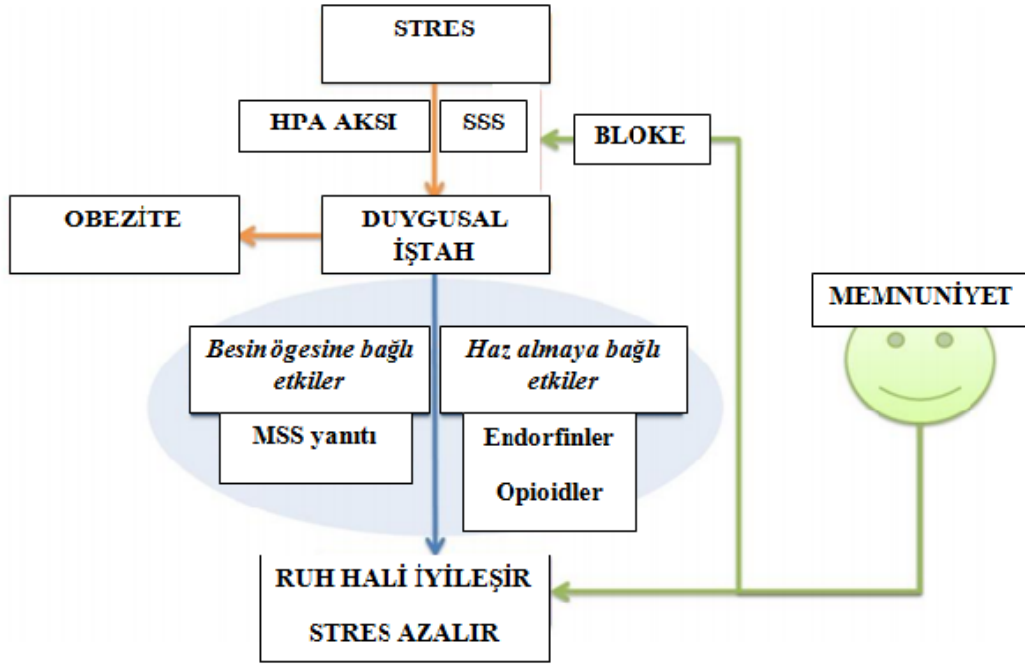 STRES
HPA AKSI
SSS
BLOKE
OBEZİTE
DUYGUSAL
İŞTAH
MEMNUNİYET
Besin ögesine bağlı
etkiler
Haz almaya bağlı
etkiler
MSS yanıtı
Endorfinler
Opioidler
RUH HALİ İYİLEŞİR
STRES AZALIR